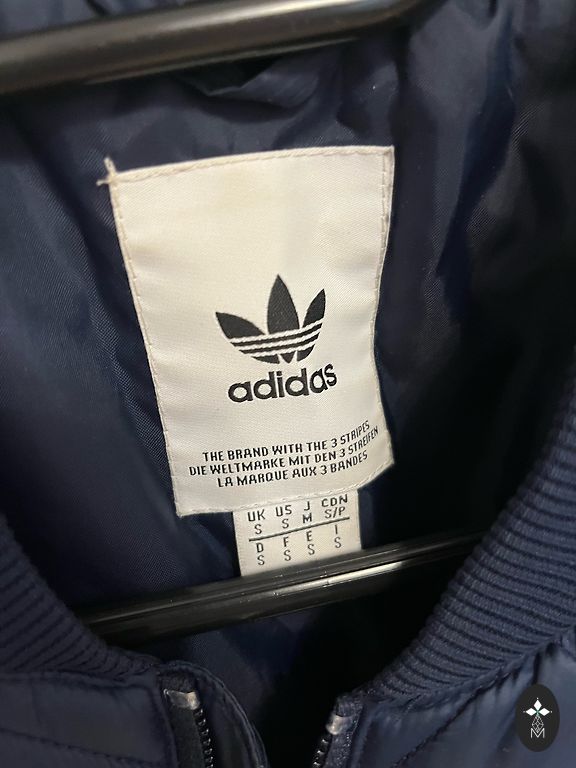 adidas
THE BRAND WITH THE 3 STRIPES
DIE WELTMARKE MIT DEN 3 STREIFEN
LA MARQUE AUX 3 BANDES
UK US J CDN
S S M S/P
D F E I
S S S S
M